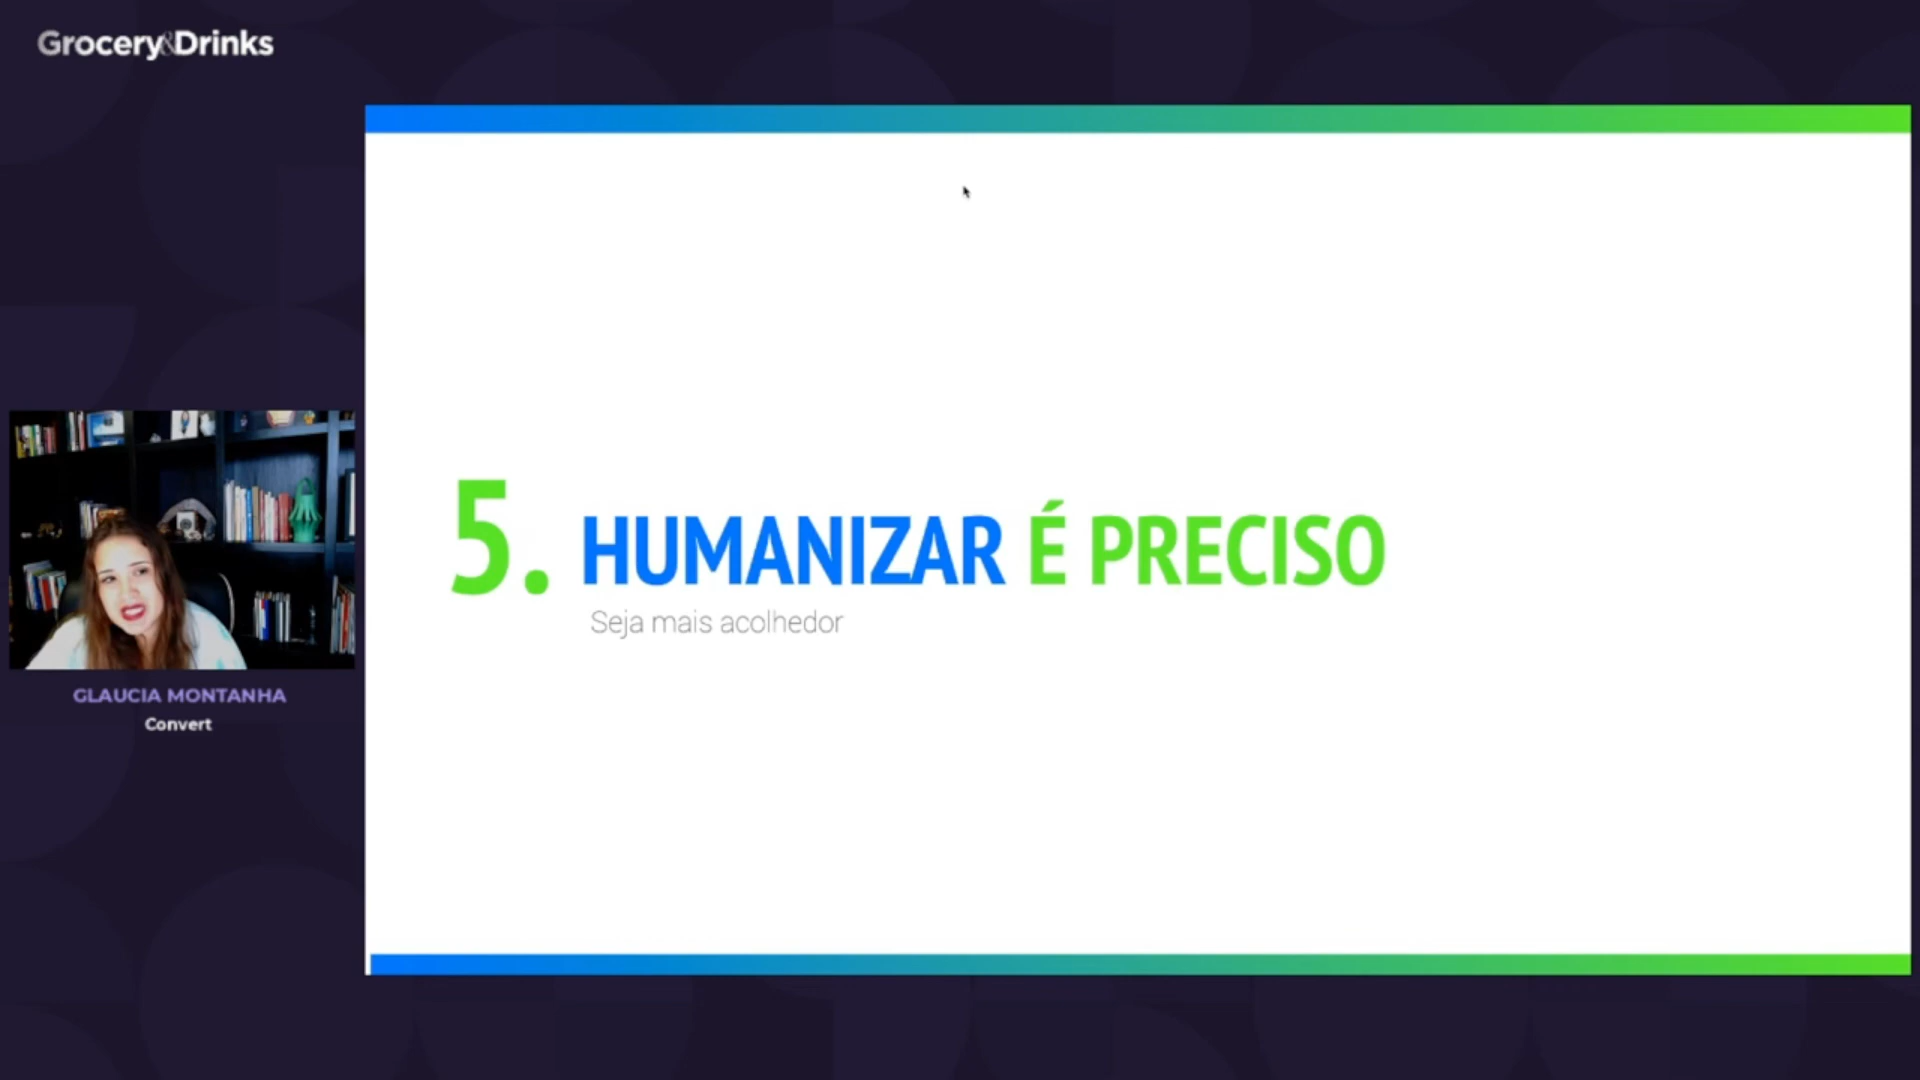 Grocery&Drinks
5. HUMANIZAR É PRECISO
Seja mais acolhedor
GLAUCIA MONTANHA
Convert